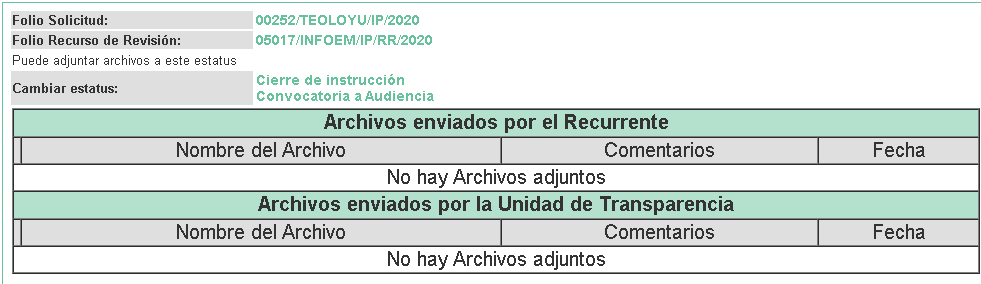 Folio Solicitud: 00252/TEOLOYU/IP/2020
Folio Recurso de Revisión: 05017/INFOEM/IP/RR/2020
Puede adjuntar archivos a este estatus
Cambiar estatus: Cierre de instrucción
Convocatoria a Audiencia
Archivos enviados por el Recurrente
Nombre del Archivo Comentarios Fecha
No hay Archivos adjuntos
Archivos enviados por la Unidad de Transparencia
Nombre del Archivo Comentarios Fecha
No hay Archivos adjuntos